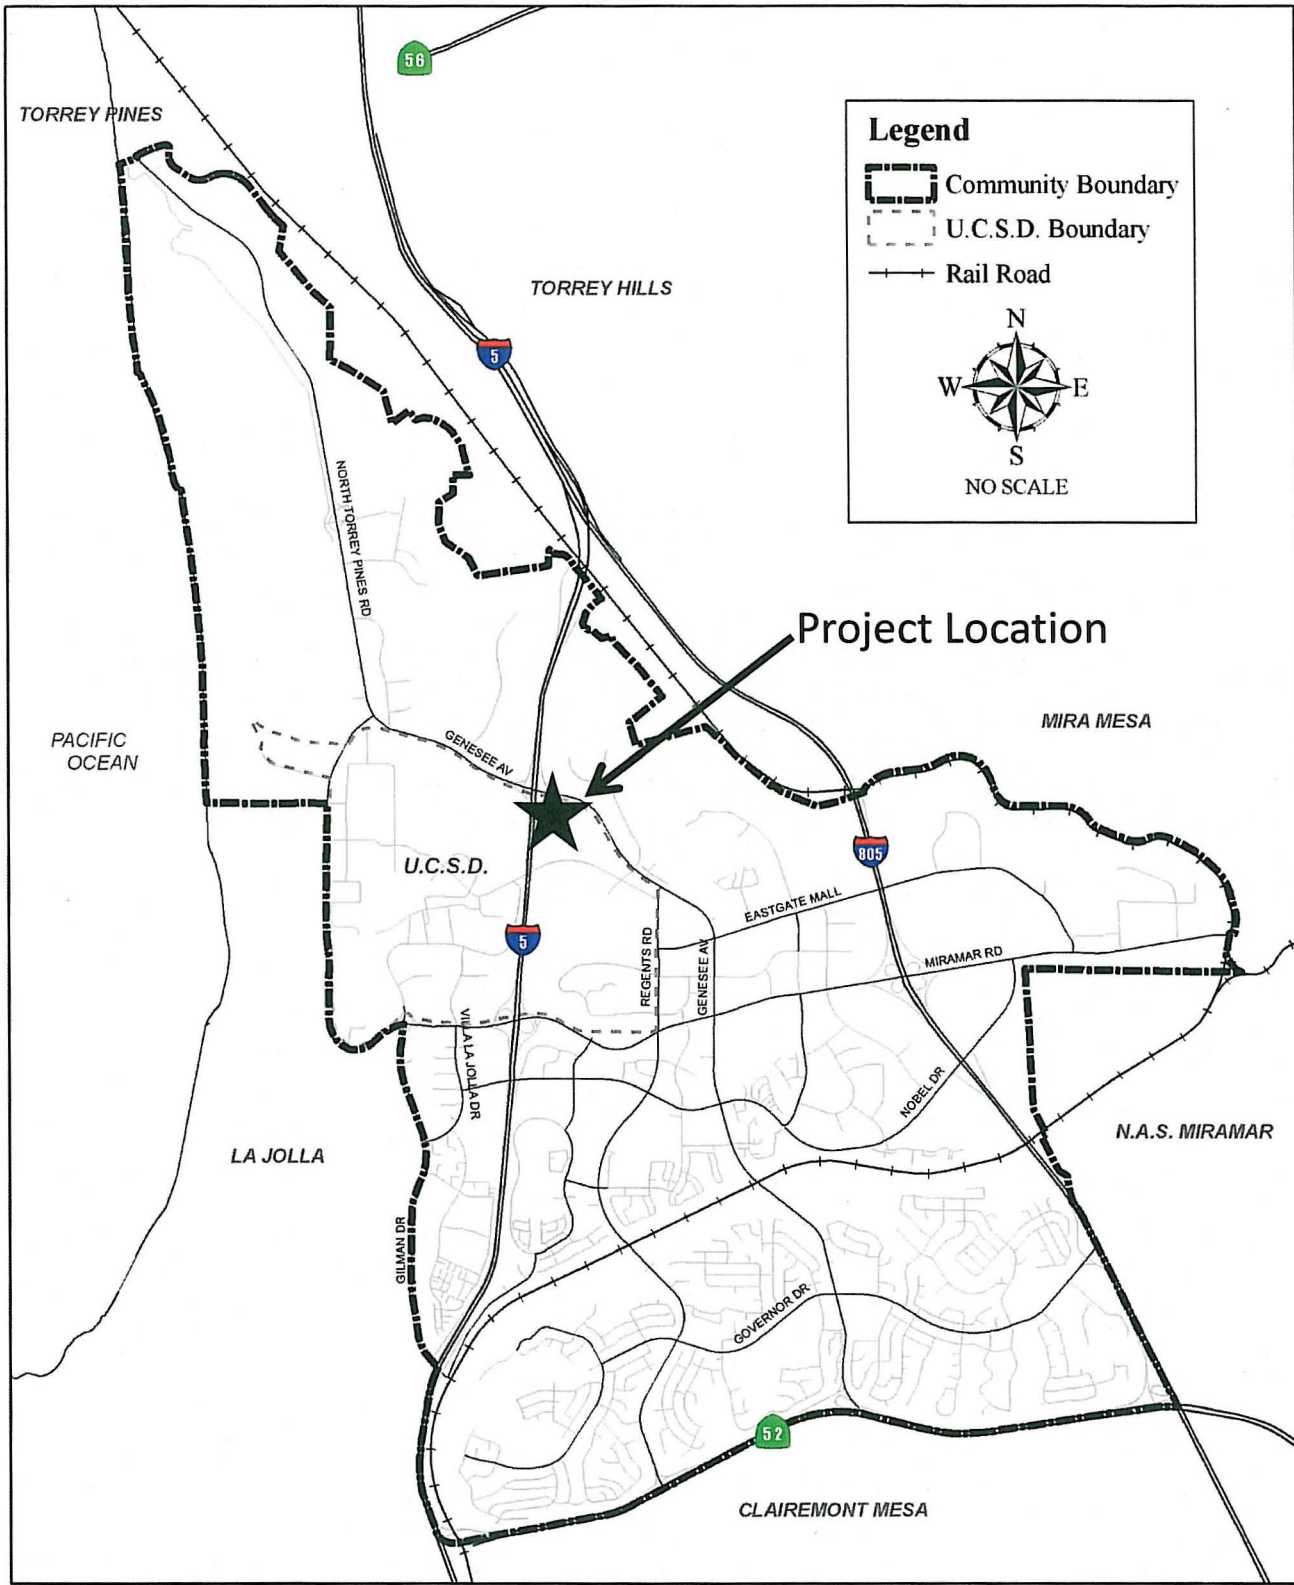 56
TORREY PINES
Legend
Community Boundary
U.C.S.D. Boundary
Rail Road
N
W
E
S
NO SCALE
TORREY HILLS
5
NORTH TORREY PINES RD
Project Location
PACIFIC
OCEAN
GENESEE AV
MIRA MESA
U.C.S.D.
805
EASTGATE MALL
5
REGENTS RD
GENESEE AV
MIRAMAR RD
VILLA LA JOLLA DR
NOBEL DR
LA JOLLA
N.A.S. MIRAMAR
GILMAN DR
GOVERNOR DR
52
CLAIREMONT MESA